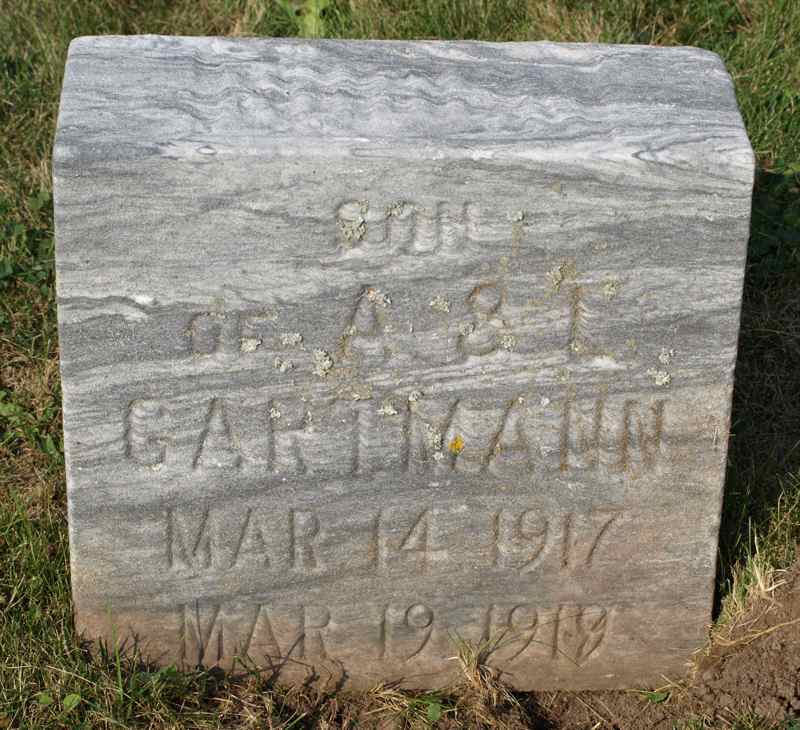 SON
OF A & L
GARTMANN
MAR 14 1917
MAR 19 1919